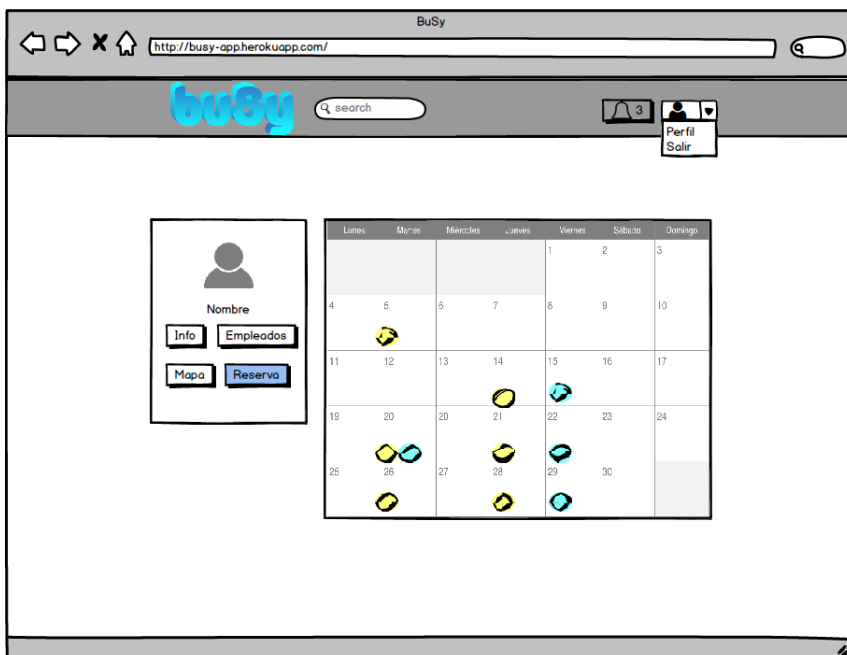 BuSy
http://busy-app.herokuapp.com/
busy
search
3
Perfil
Salir
Nombre
Info Empleados
Mapa Reserva
Lunes Martes Miércoles Jueves Viernes Sábado Domingo
1 2 3
4 5 6 7 8 9 10
11 12 13 14 15 16 17
19 20 20 21 22 23 24
25 26 27 28 29 30